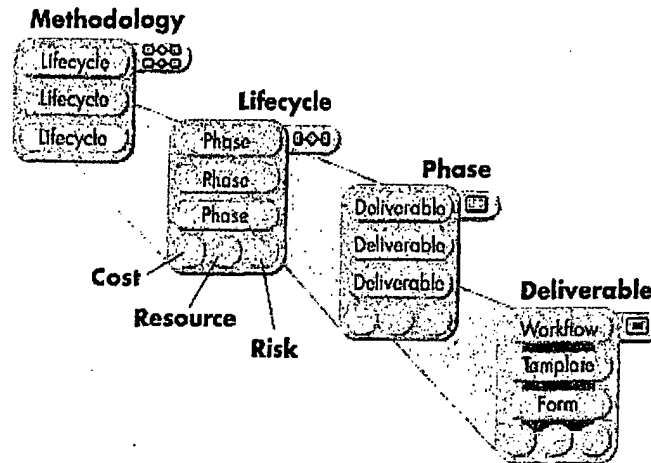 Methodology
Lifecycle
Lifecycle
Lifecycle
Lifecycle
Phase
Phase
Phase
Cost
Resource
Risk
Phase
Deliverable
Deliverable
Deliverable
Deliverable
Workflow
Template
Form